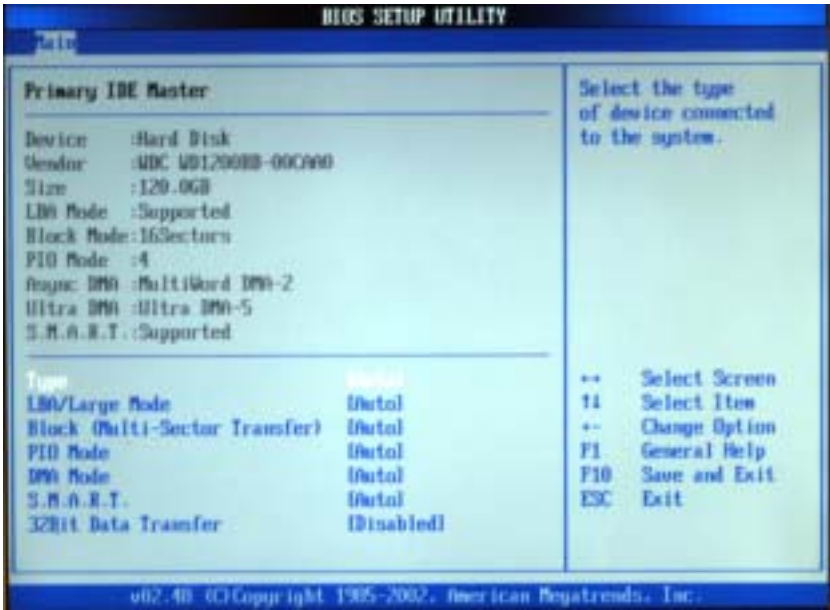 BIOS SETUP UTILITY
Main
Primary IDE Master
Device :Hard Disk
Vendor :WDC WD1200BB-00CAA0
Size :120.0GB
LBA Mode :Supported
Block Mode:16Sectors
PIO Mode :4
Async DMA :MultiWord DMA-2
Ultra DMA :Ultra DMA-5
S.M.A.R.T.:Supported
Type [Auto]
LBA/Large Mode [Auto]
Block (Multi-Sector Transfer) [Auto]
PIO Mode [Auto]
DMA Mode [Auto]
S.M.A.R.T. [Auto]
32Bit Data Transfer [Disabled]
Select the type
of device connected
to the system.
↔ Select Screen
↑↓ Select Item
+- Change Option
F1 General Help
F10 Save and Exit
ESC Exit
v02.48 (C)Copyright 1985-2002, American Megatrends, Inc.